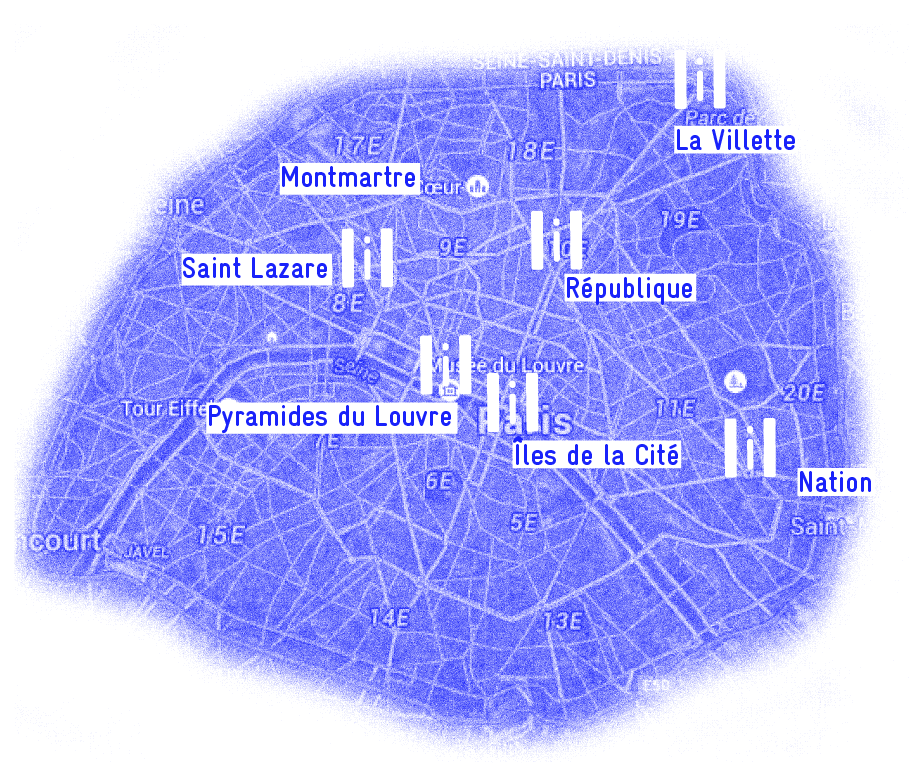 SEINE-SAINT-DENIS
PARIS
Parc de
La Villette
17E
18E
Montmartre
Cœur
eine
19E
9E
10E
Saint Lazare
République
8E
Musée du Louvre
Seine
Tour Eiffel
Pyramides du Louvre
Paris
11E
20E
7E
Îles de la Cité
6E
Nation
5E
Saint-
15E
ncourt
JAVEL
14E
13E
E50